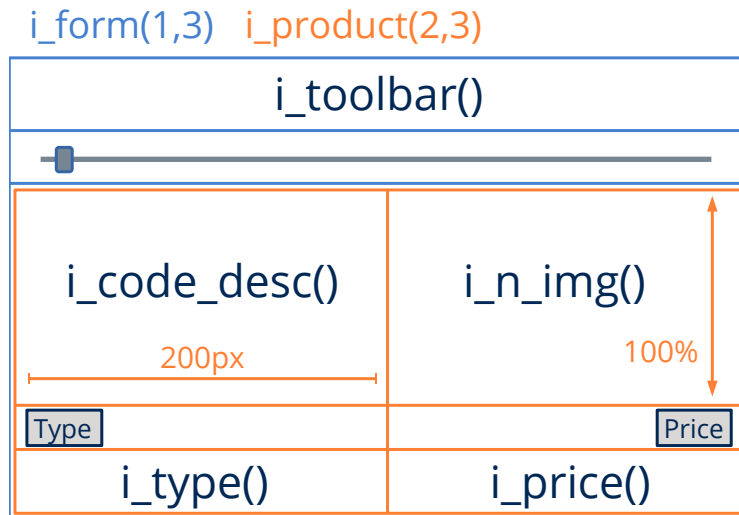 i_form(1,3) i_product(2,3)
i_toolbar()
i_code_desc() i_n_img()
200px 100%
Type Price
i_type() i_price()